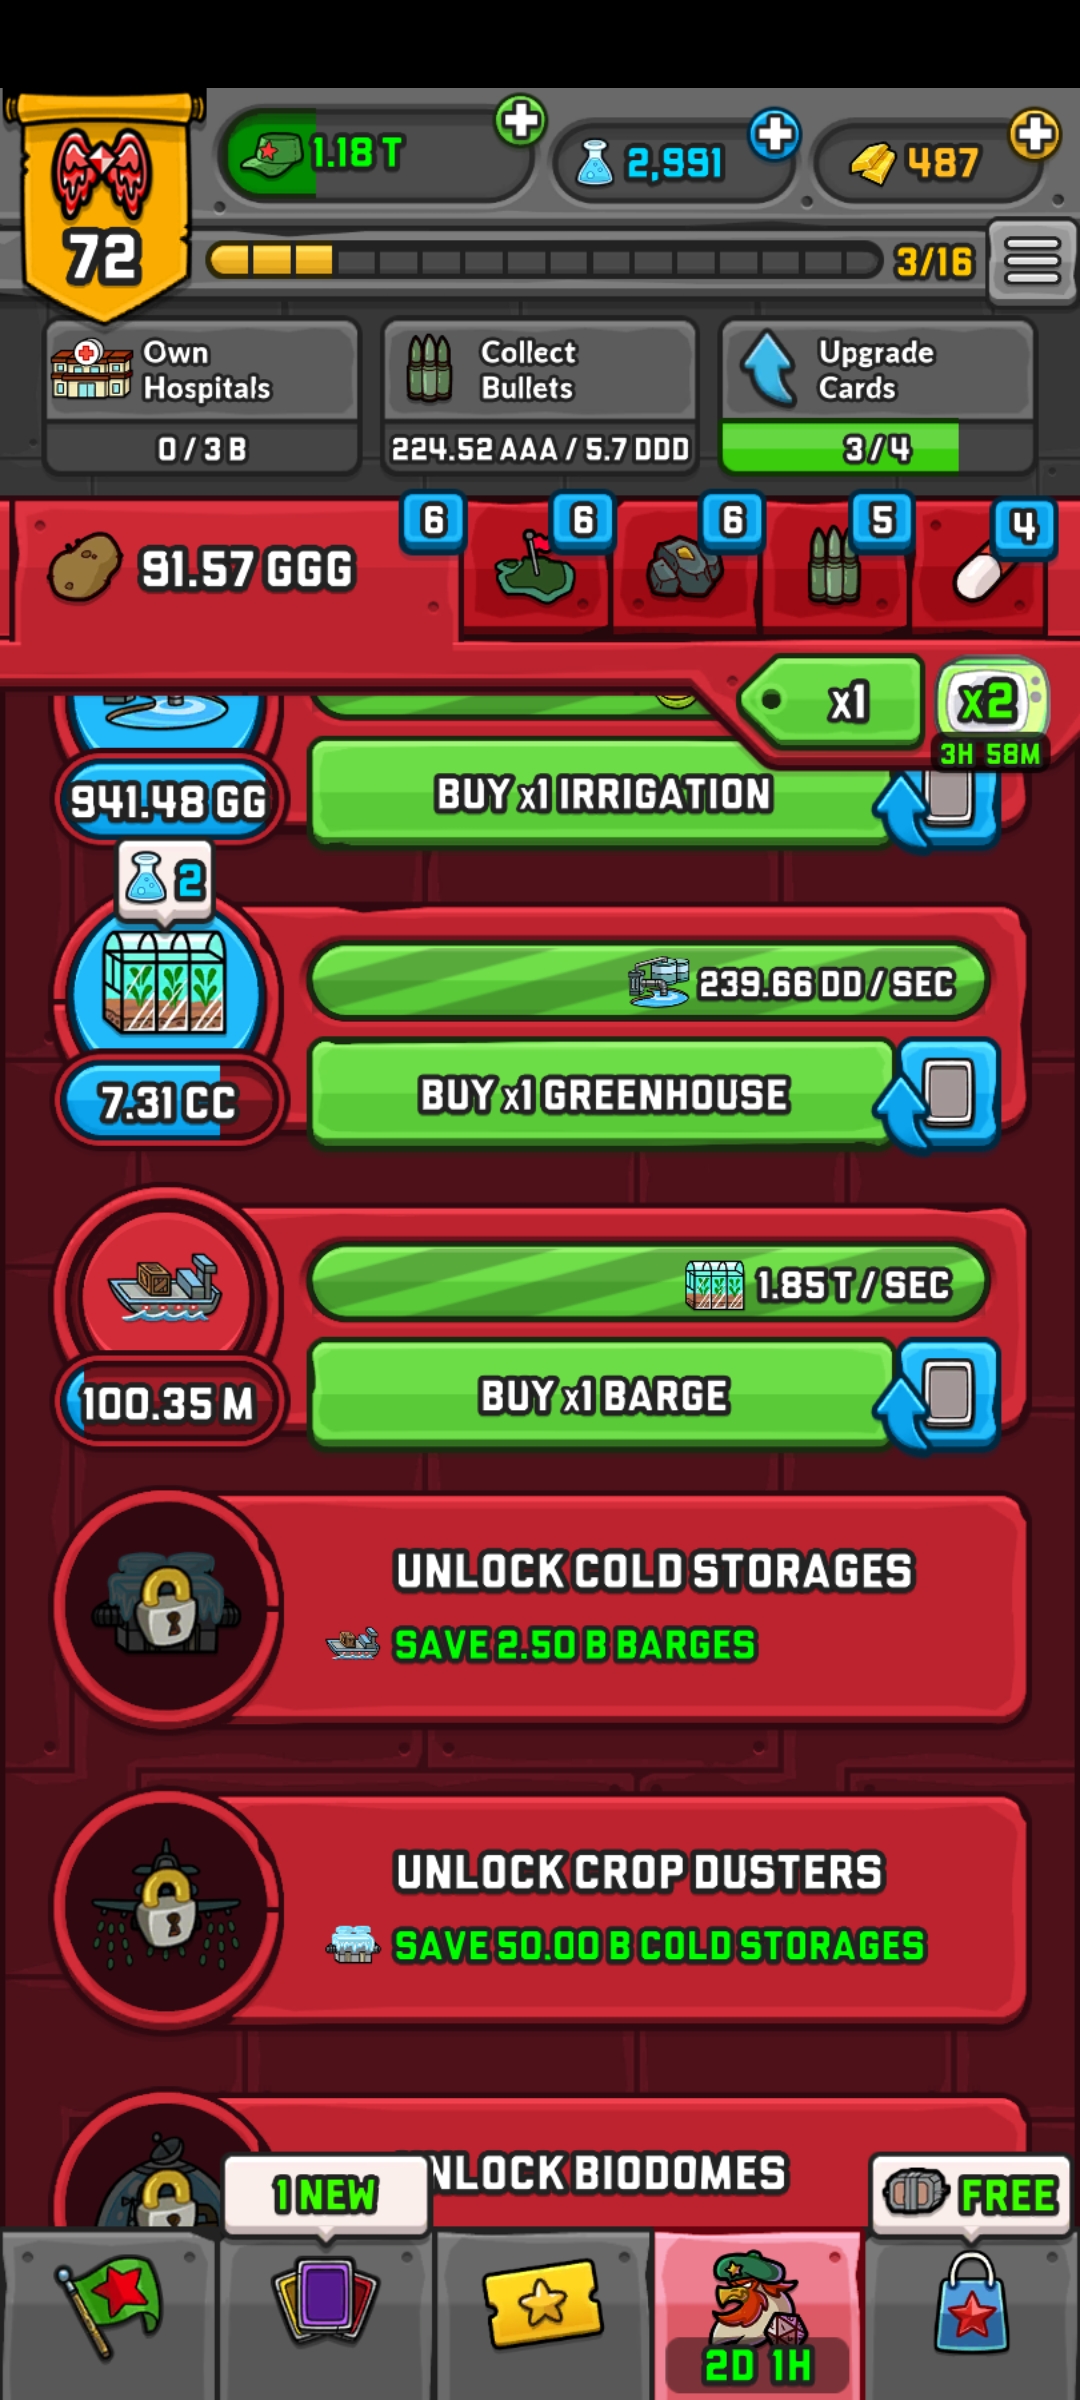 1.18 T
2,991
487
72
3/16
Own
Hospitals
0 / 3 B
Collect
Bullets
224.52 AAA / 5.7 DDD
Upgrade
Cards
3 / 4
91.57 GGG
6
6
6
5
4
x1
x2
3H 58M
941.48 GG
BUY x1 IRRIGATION
2
239.66 DD / SEC
7.31 CC
BUY x1 GREENHOUSE
1.85 T / SEC
100.35 M
BUY x1 BARGE
UNLOCK COLD STORAGES
SAVE 2.50 B BARGES
UNLOCK CROP DUSTERS
SAVE 50.00 B COLD STORAGES
NLOCK BIODOMES
1 NEW
FREE
2D 1H